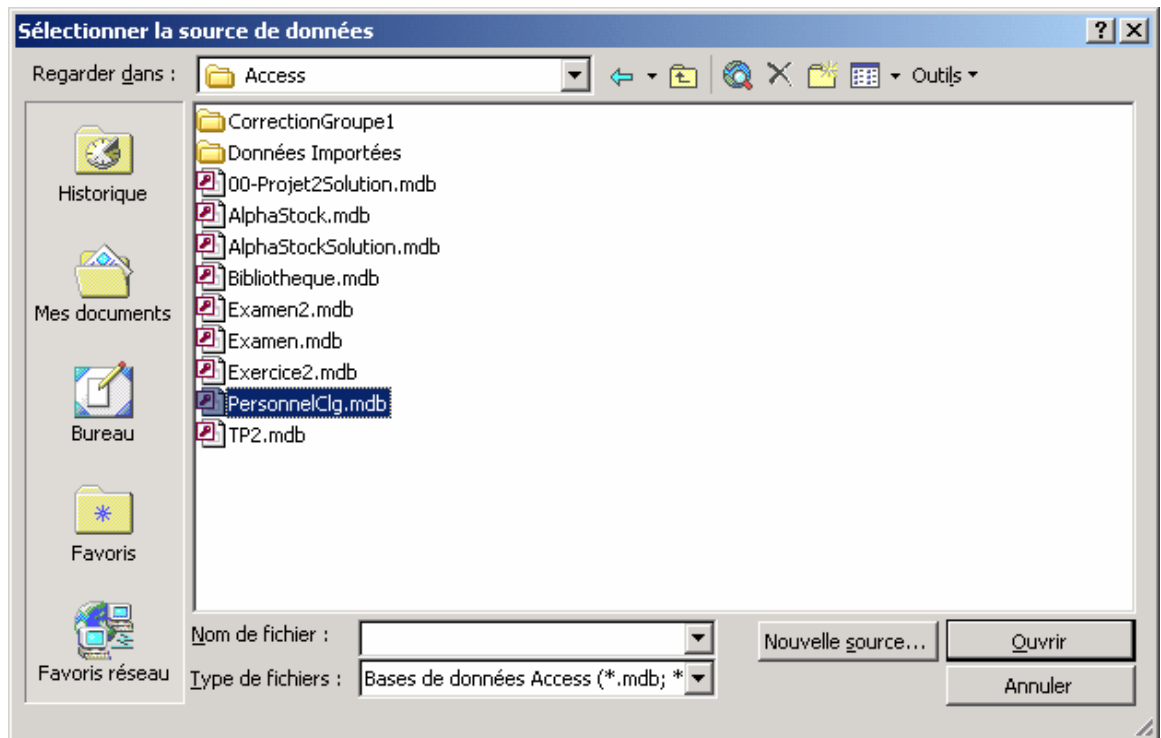 Sélectionner la source de données
Regarder dans :
Access
Outils
Historique
Mes documents
Bureau
Favoris
Favoris réseau
CorrectionGroupe1
Données Importées
00-Projet2Solution.mdb
AlphaStock.mdb
AlphaStockSolution.mdb
Bibliotheque.mdb
Examen2.mdb
Examen.mdb
Exercice2.mdb
PersonnelClg.mdb
TP2.mdb
Nom de fichier :
Nouvelle source...
Ouvrir
Type de fichiers :
Bases de données Access (*.mdb; *
Annuler